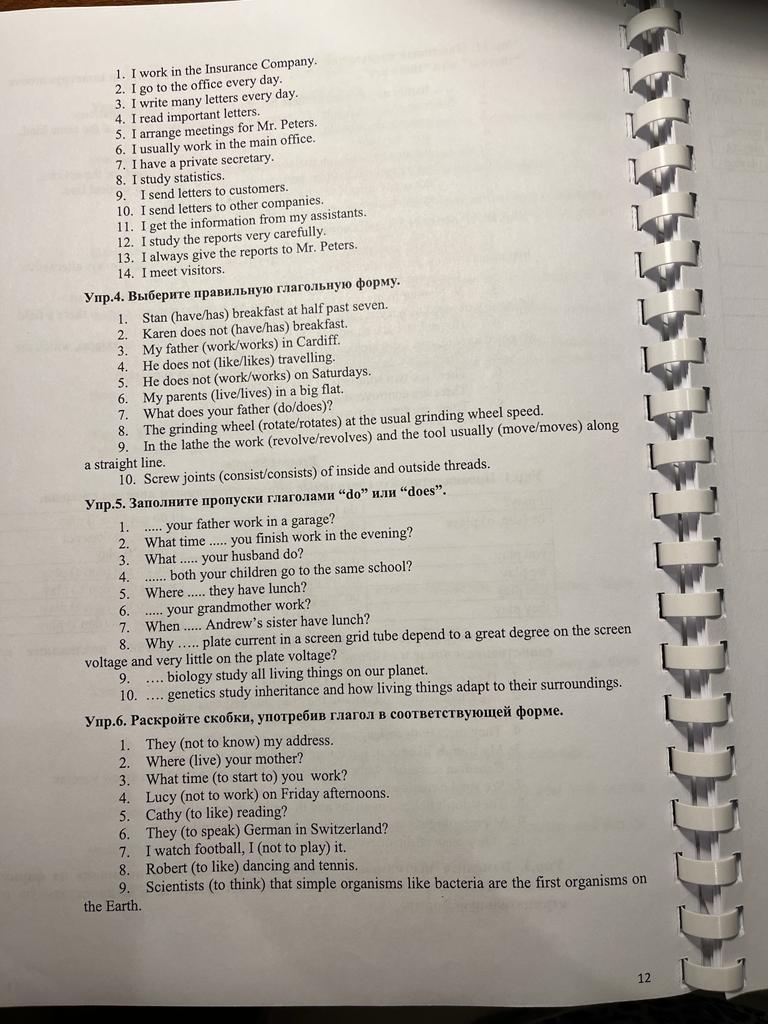 1. I work in the Insurance Company.
2. I go to the office every day.
3. I write many letters every day.
4. I read important letters.
5. I arrange meetings for Mr. Peters.
6. I usually work in the main office.
7. I have a private secretary.
8. I study statistics.
9. I send letters to customers.
10. I send letters to other companies.
11. I get the information from my assistants.
12. I study the reports very carefully.
13. I always give the reports to Mr. Peters.
14. I meet visitors.
Упр.4. Выберите правильную глагольную форму.
1. Stan (have/has) breakfast at half past seven.
2. Karen does not (have/has) breakfast.
3. My father (work/works) in Cardiff.
4. He does not (like/likes) travelling.
5. He does not (work/works) on Saturdays.
6. My parents (live/lives) in a big flat.
7. What does your father (do/does)?
8. The grinding wheel (rotate/rotates) at the usual grinding wheel speed.
9. In the lathe the work (revolve/revolves) and the tool usually (move/moves) along
a straight line.
10. Screw joints (consist/consists) of inside and outside threads.
Упр.5. Заполните пропуски глаголами “do” или “does”.
1. ..... your father work in a garage?
2. What time ..... you finish work in the evening?
3. What ..... your husband do?
4. ...... both your children go to the same school?
5. Where ..... they have lunch?
6. ..... your grandmother work?
7. When ..... Andrew’s sister have lunch?
8. Why ..... plate current in a screen grid tube depend to a great degree on the screen
voltage and very little on the plate voltage?
9. .... biology study all living things on our planet.
10. .... genetics study inheritance and how living things adapt to their surroundings.
Упр.6. Раскройте скобки, употребив глагол в соответствующей форме.
1. They (not to know) my address.
2. Where (live) your mother?
3. What time (to start to) you work?
4. Lucy (not to work) on Friday afternoons.
5. Cathy (to like) reading?
6. They (to speak) German in Switzerland?
7. I watch football, I (not to play) it.
8. Robert (to like) dancing and tennis.
9. Scientists (to think) that simple organisms like bacteria are the first organisms on
the Earth.
12